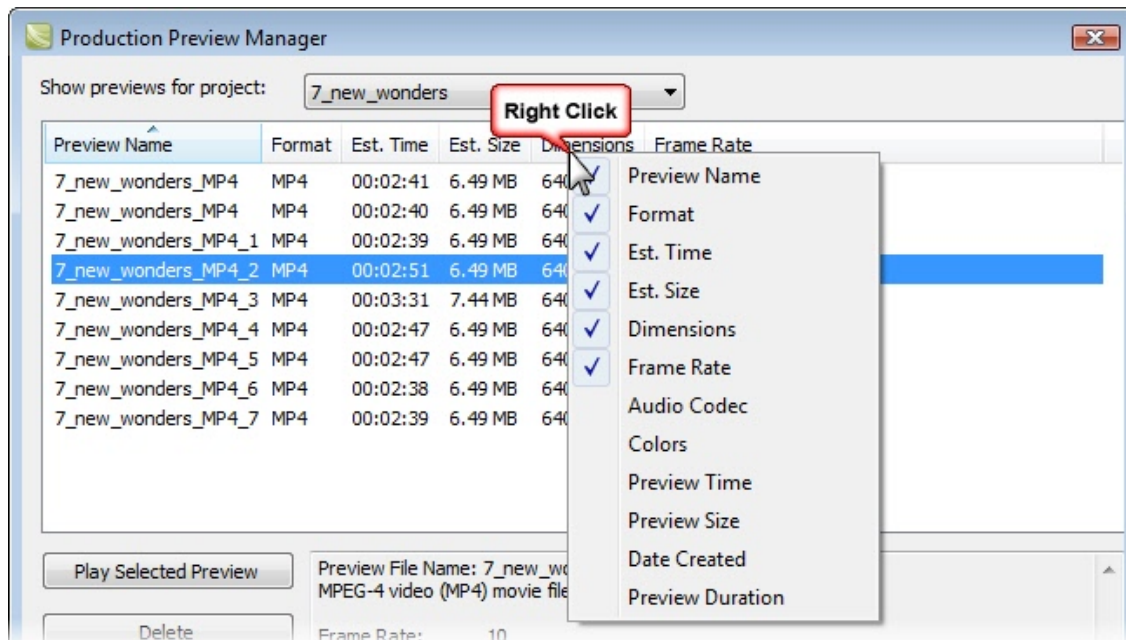 Production Preview Manager
Show previews for project: 7_new_wonders
Right Click
Preview Name Format Est. Time Est. Size Dimensions Frame Rate
7_new_wonders_MP4 MP4 00:02:41 6.49 MB 640
7_new_wonders_MP4 MP4 00:02:40 6.49 MB 640
7_new_wonders_MP4_1 MP4 00:02:39 6.49 MB 640
7_new_wonders_MP4_2 MP4 00:02:51 6.49 MB 640
7_new_wonders_MP4_3 MP4 00:03:31 7.44 MB 640
7_new_wonders_MP4_4 MP4 00:02:47 6.49 MB 640
7_new_wonders_MP4_5 MP4 00:02:47 6.49 MB 640
7_new_wonders_MP4_6 MP4 00:02:38 6.49 MB 640
7_new_wonders_MP4_7 MP4 00:02:39 6.49 MB 640
Preview Name
Format
Est. Time
Est. Size
Dimensions
Frame Rate
Audio Codec
Colors
Preview Time
Preview Size
Date Created
Preview Duration
Play Selected Preview
Delete
Preview File Name: 7_new_wo
MPEG-4 video (MP4) movie file
Frame Rate: 10